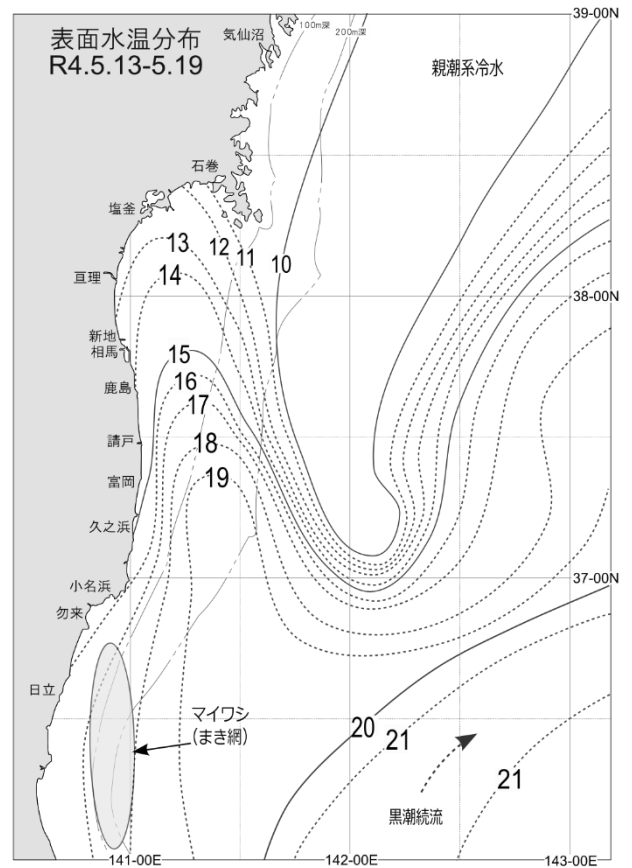 表面水温分布
R4.5.13-5.19
気仙沼
100m深
200m深
39-00N
親潮系冷水
石巻
塩釜
13
12
11
10
14
亘理
38-00N
新地
相馬
15
鹿島
16
17
請戸
18
富岡
19
久之浜
小名浜
37-00N
勿来
日立
マイワシ
(まき網)
20
21
21
黒潮続流
141-00E
142-00E
143-00E